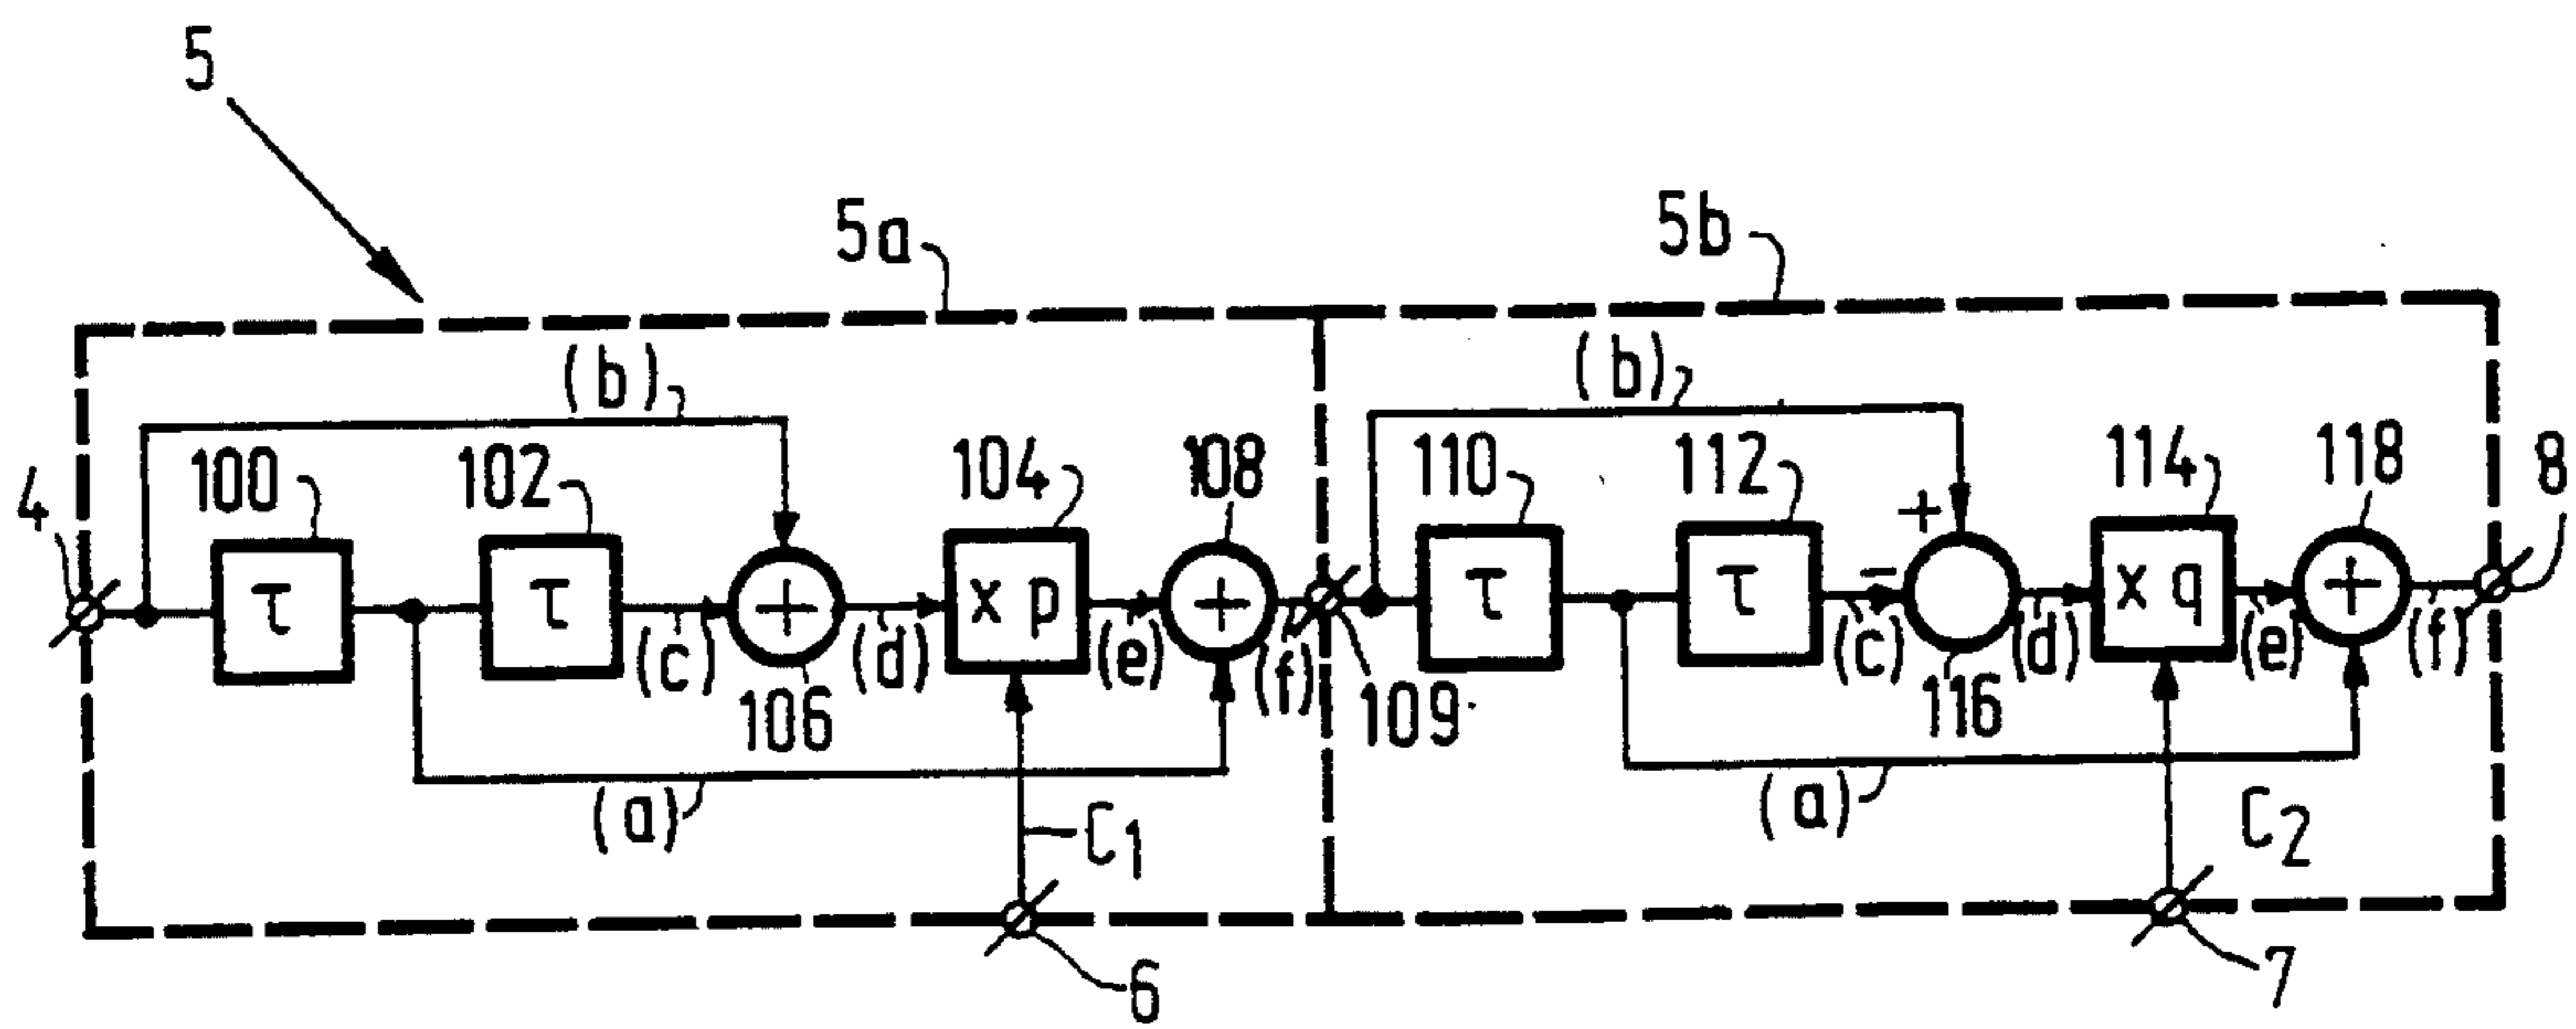 5
5a
5b
(b)
(b)
100
102
104
108
110
112
114
118
4
8
τ
τ
+
x p
+
τ
τ
+
−
x q
+
(c)
(d)
(e)
(f)
(c)
(d)
(e)
(f)
106
109
116
(a)
(a)
C1
C2
6
7